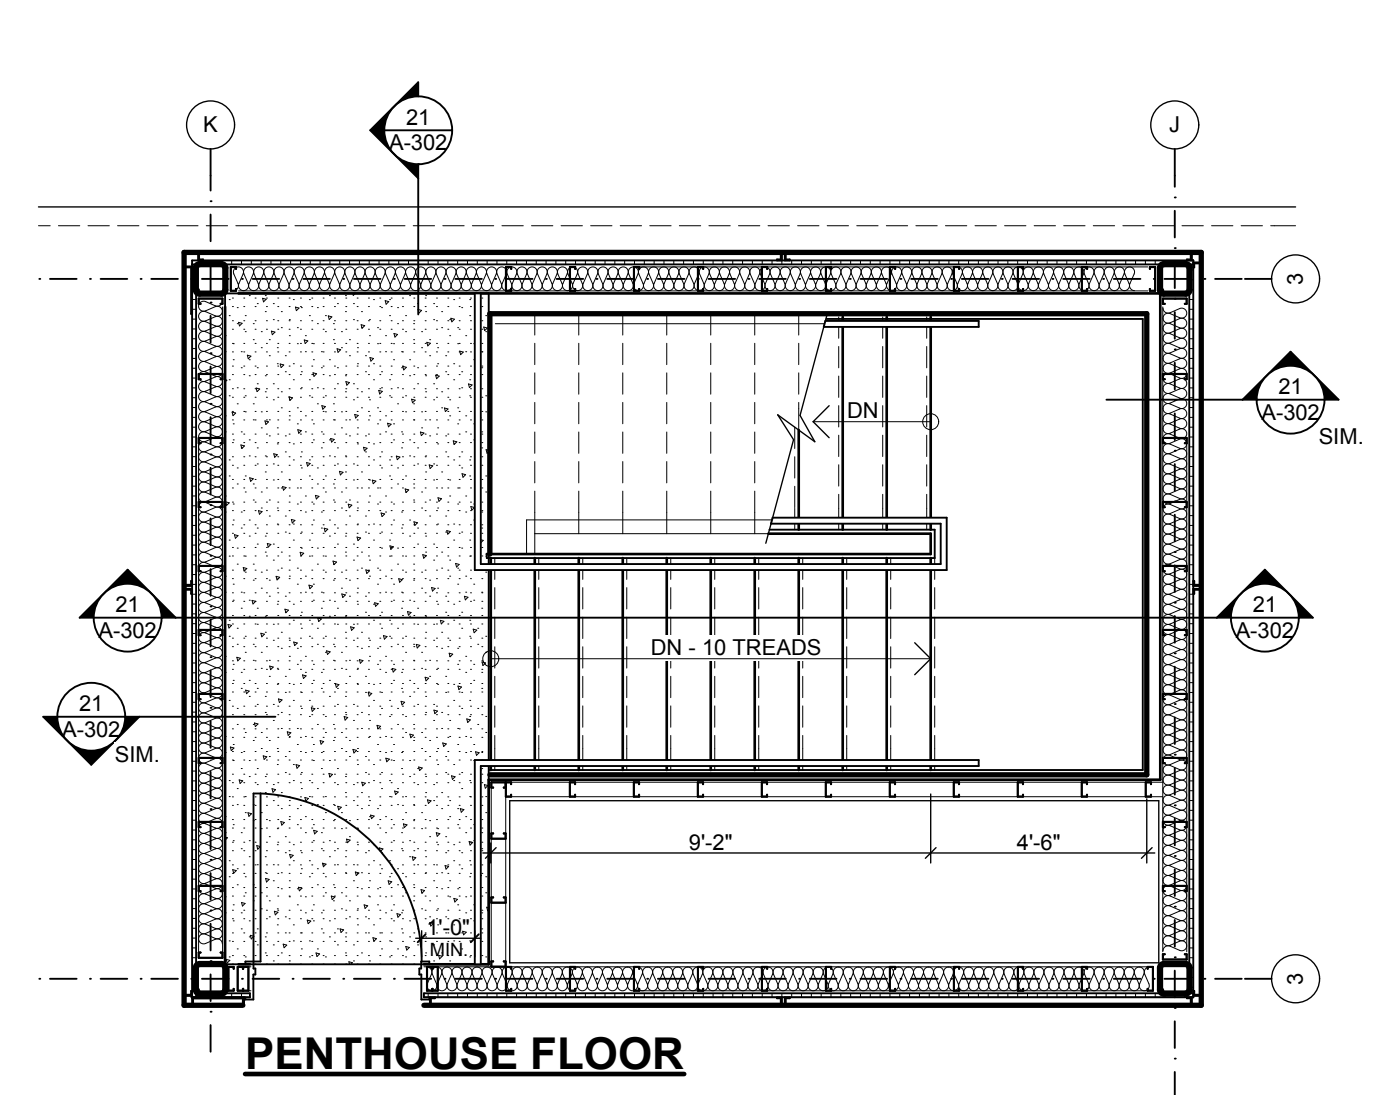 K
21
A-302
J
3
21
A-302
SIM.
DN
21
A-302
21
A-302
DN - 10 TREADS
21
A-302
SIM.
9'-2"
4'-6"
1'-0"
MIN.
3
PENTHOUSE FLOOR